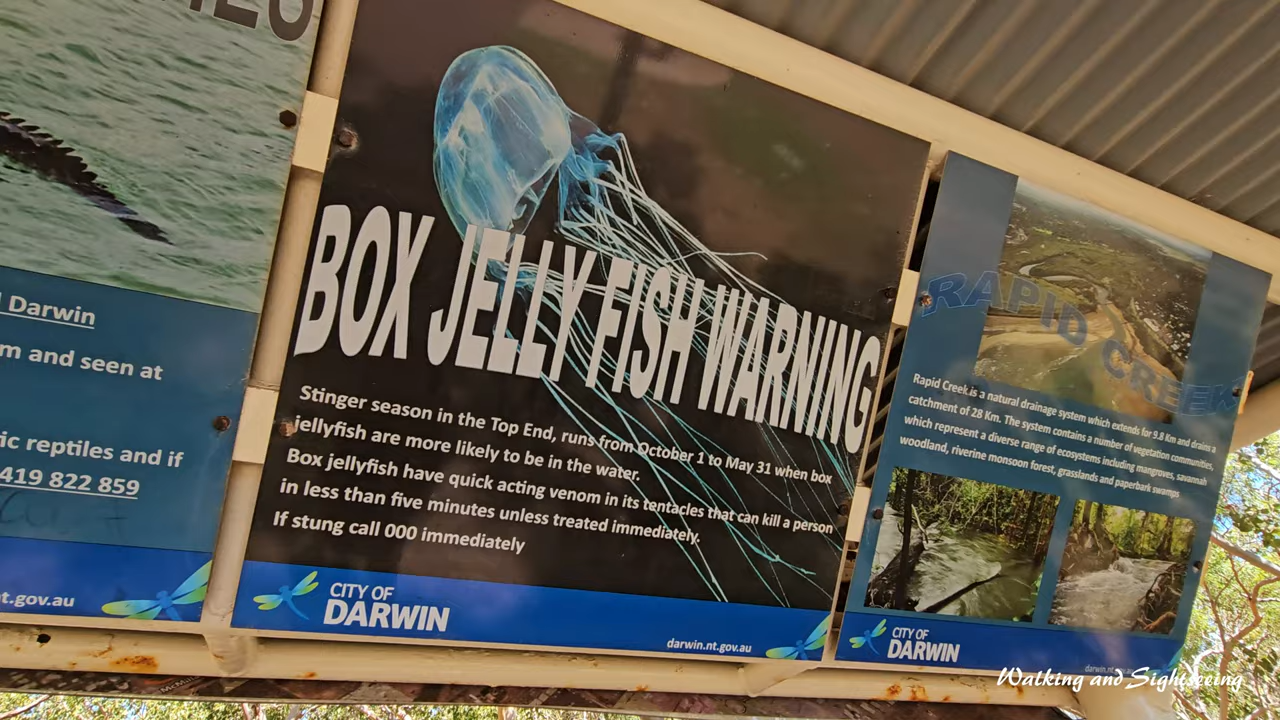 Darwin
m and seen at
ic reptiles and if
419 822 859
t.gov.au
BOX JELLY FISH WARNING
Stinger season in the Top End, runs from October 1 to May 31 when box
jellyfish are more likely to be in the water.
Box jellyfish have quick acting venom in its tentacles that can kill a person
in less than five minutes unless treated immediately.
If stung call 000 immediately
CITY OF
DARWIN
darwin.nt.gov.au
RAPID CREEK
Rapid Creek is a natural drainage system which extends for 9.8 Km and drains a
catchment of 28 Km. The system contains a number of vegetation communities,
which represent a diverse range of ecosystems including mangroves, savannah
woodland, riverine monsoon forest, grasslands and paperbark swamps
CITY OF
DARWIN
darwin.nt.gov.au
Walking and Sightseeing